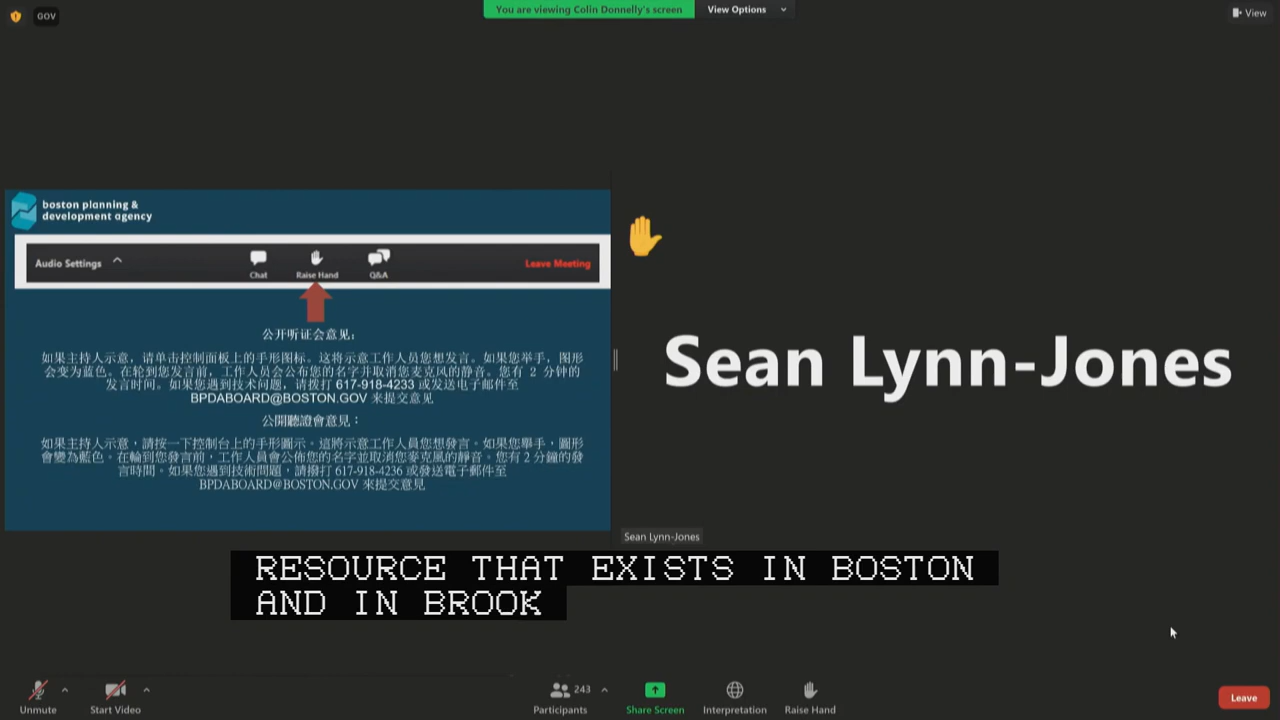 GOV
You are viewing Colin Donnelly's screen
View Options
View
boston planning &
development agency
Audio Settings
Chat
Raise Hand
Q&A
Leave Meeting
公开听证会意见：
如果主持人示意，请单击控制面板上的手形图标。这将示意工作人员您想发言。如果您举手，图形
会变为蓝色。在轮到您发言前，工作人员会公布您的名字并取消您麦克风的静音。您有 2 分钟的
发言时间。如果您遇到技术问题，请拨打 617-918-4233 或发送电子邮件至
BPDABOARD@BOSTON.GOV 来提交意见
公開聽證會意見：
如果主持人示意，請按一下控制台上的手形圖示。這將示意工作人員您想發言。如果您舉手，圖形
會變為藍色。在輪到您發言前，工作人員會公佈您的名字並取消您麥克風的靜音。您有 2 分鐘的發
言時間。如果您遇到技術問題，請撥打 617-918-4236 或發送電子郵件至
BPDABOARD@BOSTON.GOV 來提交意見
Sean Lynn-Jones
Sean Lynn-Jones
RESOURCE THAT EXISTS IN BOSTON
AND IN BROOK
Unmute
Start Video
243
Participants
Share Screen
Interpretation
Raise Hand
Leave